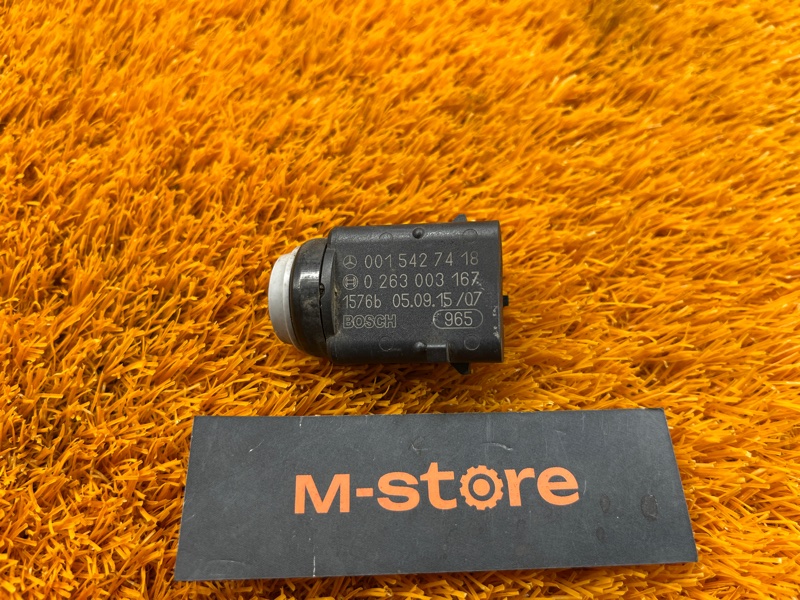 001 542 74 18
0 263 003 167
1576b 05.09.15/07
BOSCH 965
M-store